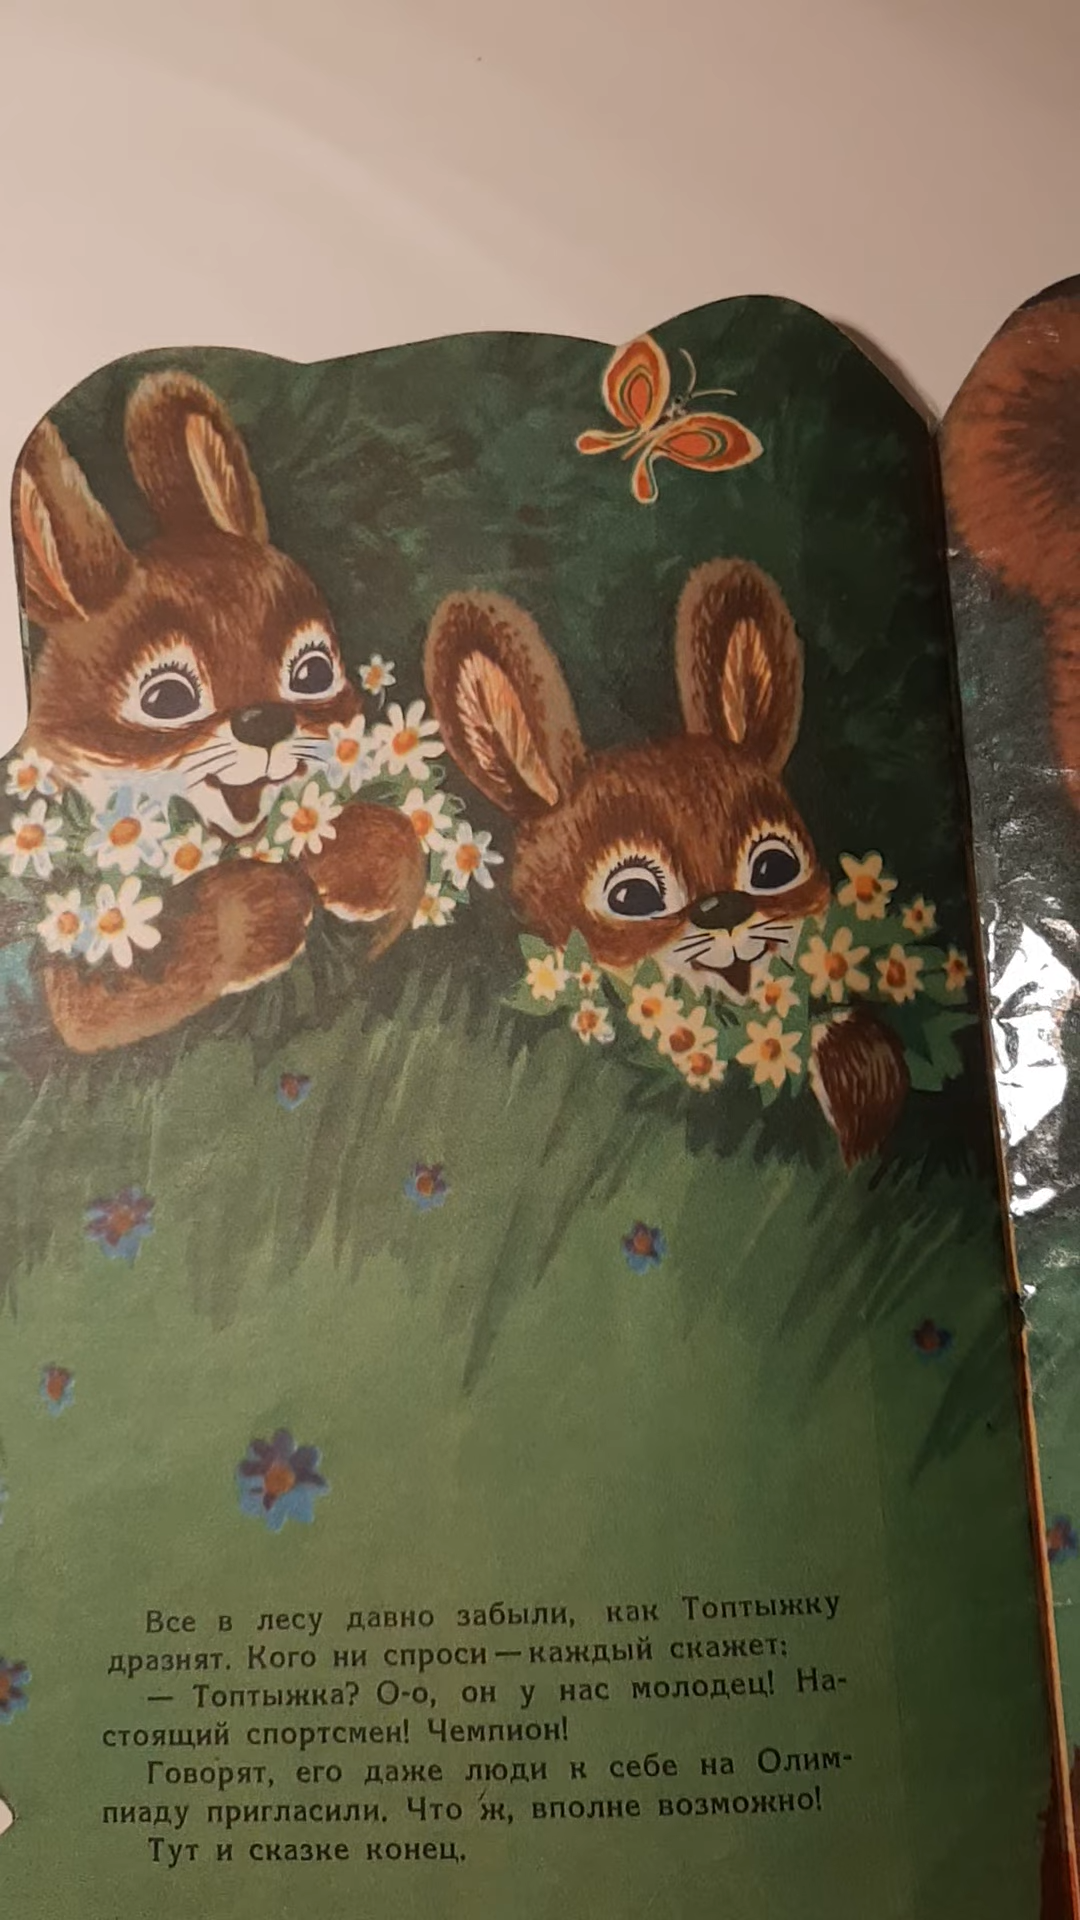 Все в лесу давно забыли, как Топтыжку
дразнят. Кого ни спроси — каждый скажет:
— Топтыжка? О-о, он у нас молодец! На-
стоящий спортсмен! Чемпион!
Говорят, его даже люди к себе на Олим-
пиаду пригласили. Что ж, вполне возможно!
Тут и сказке конец.